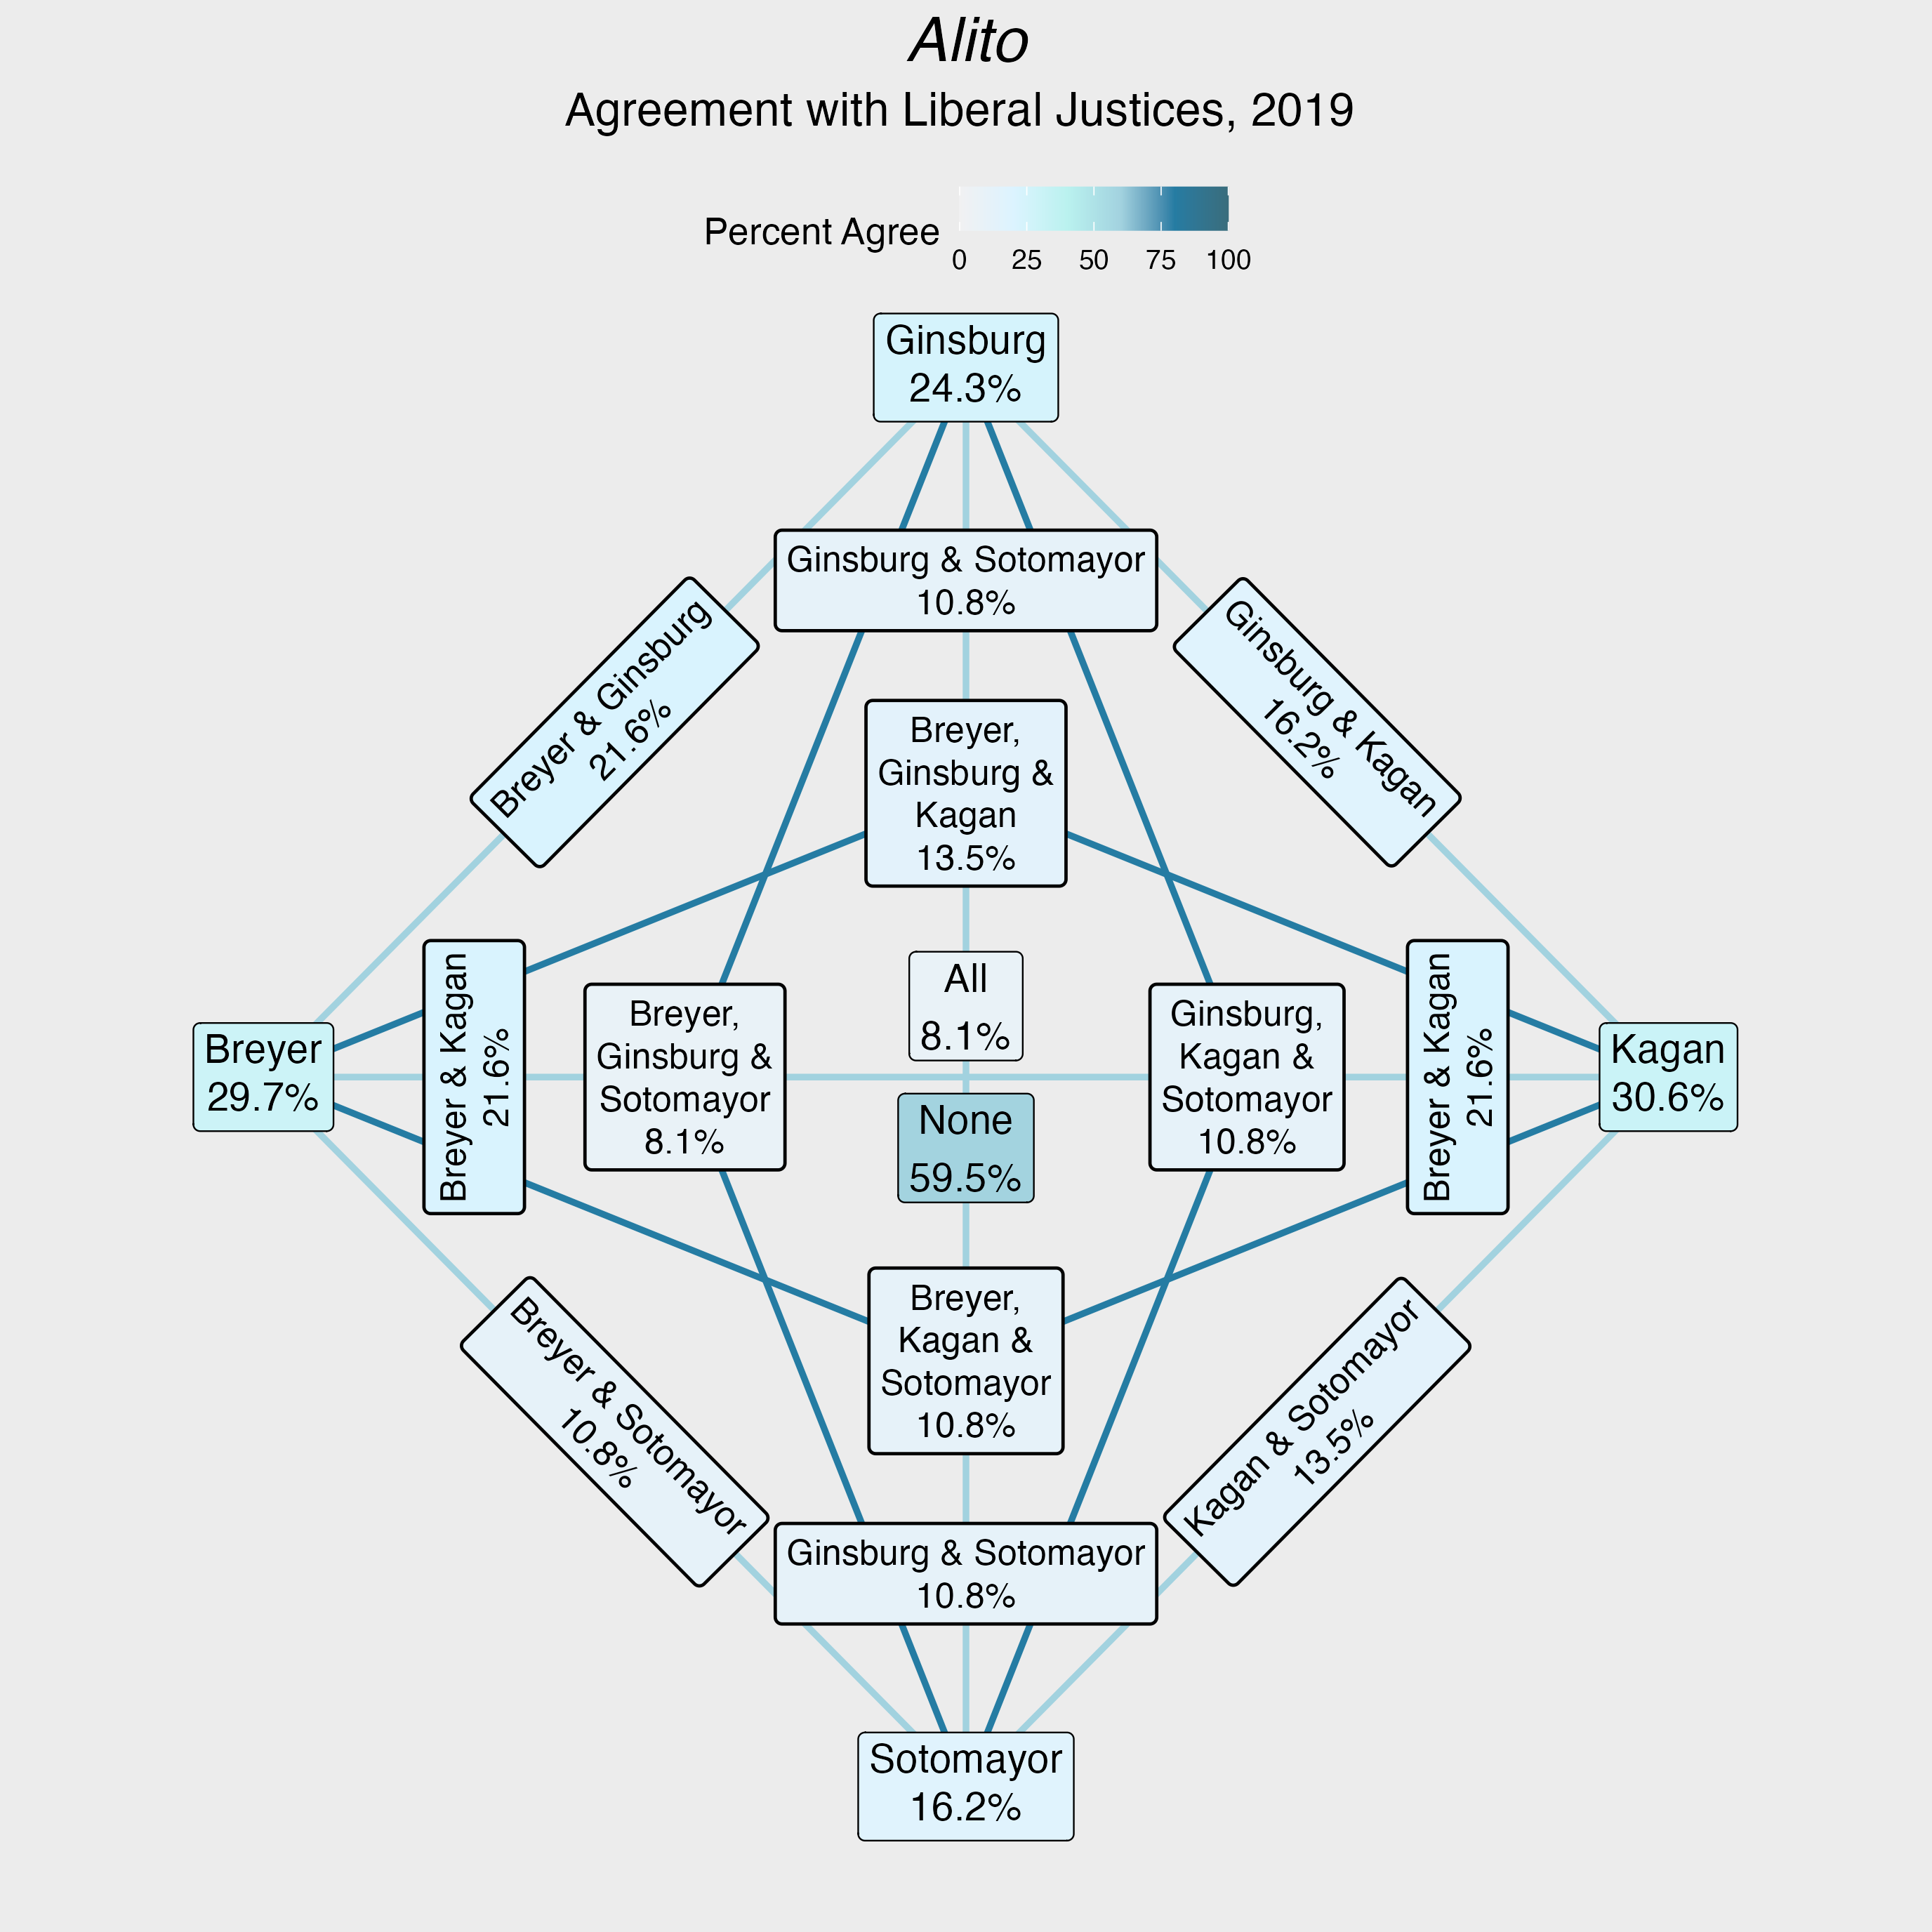 Alito
Agreement with Liberal Justices, 2019
Percent Agree
0 25 50 75 100
Ginsburg
24.3%
Ginsburg & Sotomayor
10.8%
Breyer & Ginsburg
21.6%
Ginsburg & Kagan
16.2%
Breyer,
Ginsburg &
Kagan
13.5%
Breyer
29.7%
Breyer & Kagan
21.6%
Breyer,
Ginsburg &
Sotomayor
8.1%
All
8.1%
None
59.5%
Ginsburg,
Kagan &
Sotomayor
10.8%
Breyer & Kagan
21.6%
Kagan
30.6%
Breyer,
Kagan &
Sotomayor
10.8%
Breyer & Sotomayor
10.8%
Kagan & Sotomayor
13.5%
Ginsburg & Sotomayor
10.8%
Sotomayor
16.2%